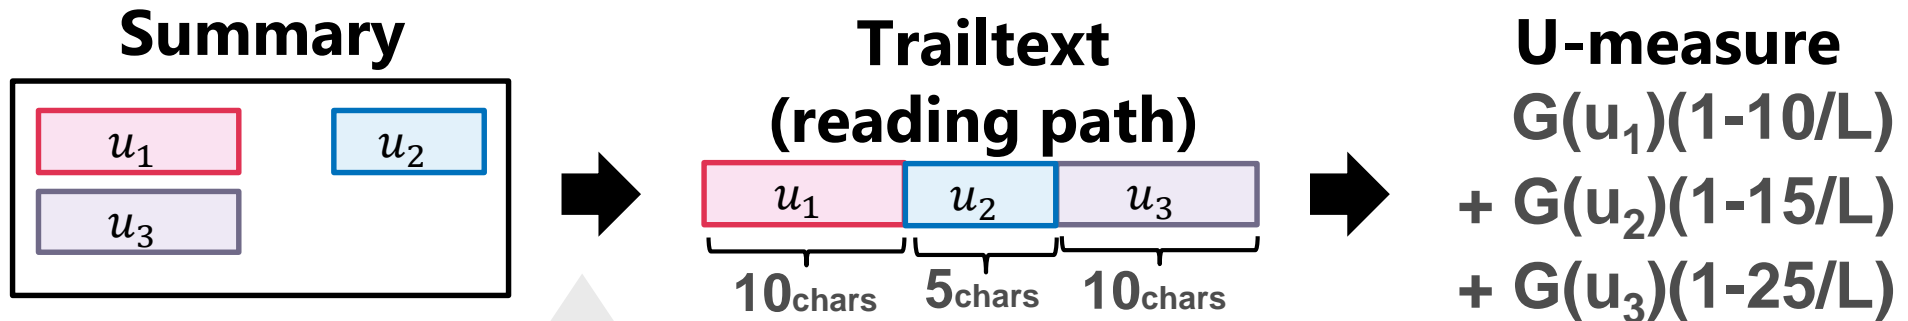 Summary
u₁
u₂
u₃
Trailtext
(reading path)
u₁ u₂ u₃
10chars 5chars 10chars
U-measure
G(u₁)(1-10/L)
+ G(u₂)(1-15/L)
+ G(u₃)(1-25/L)